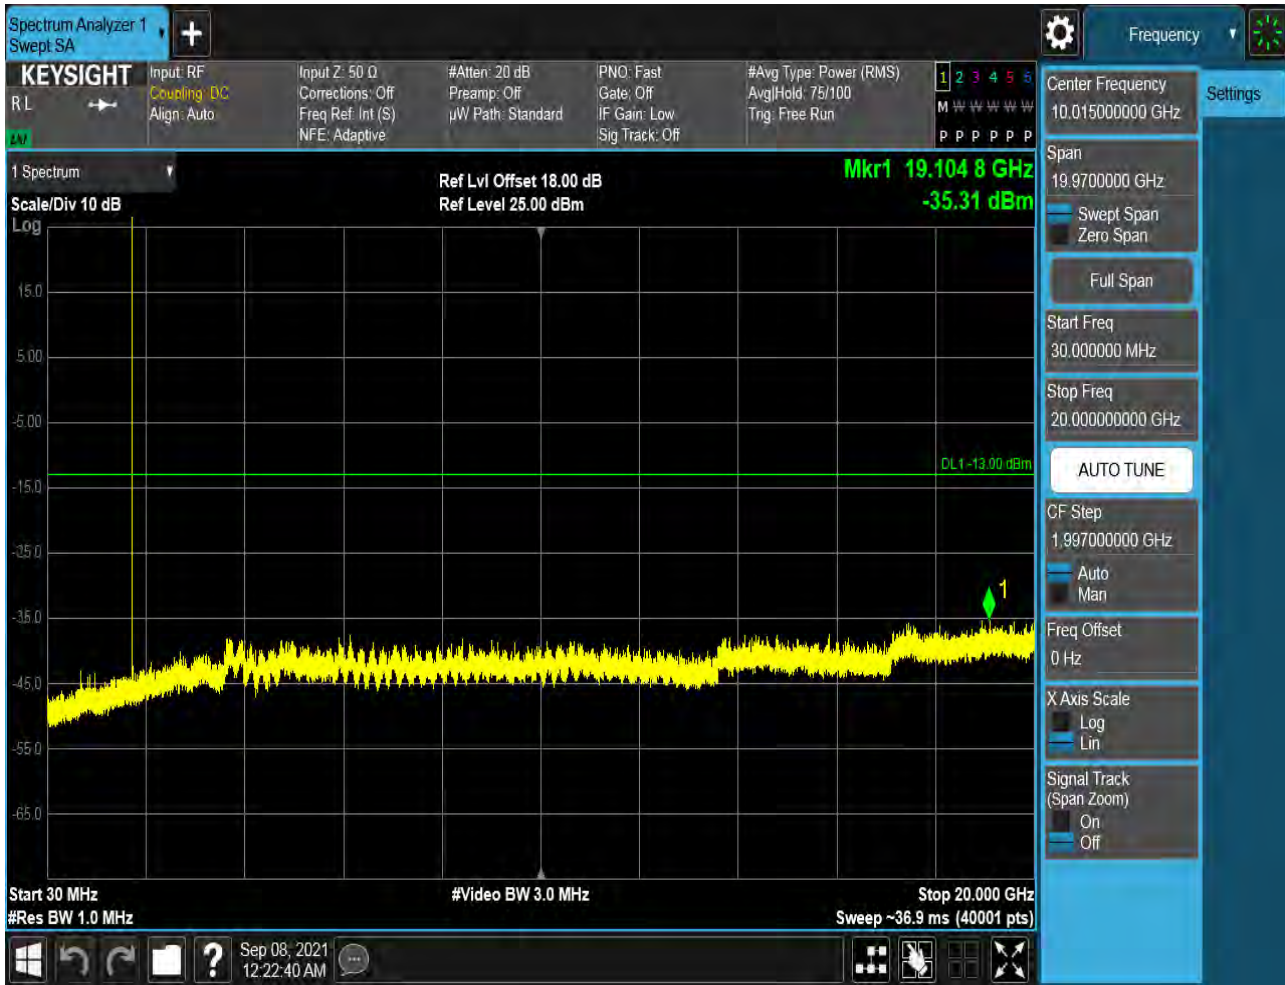 Spectrum Analyzer 1
Swept SA
Frequency
KEYSIGHT
R L
Input: RF
Coupling: DC
Align: Auto
Input Z: 50 Ω
Corrections: Off
Freq Ref: Int (S)
NFE: Adaptive
#Atten: 20 dB
Preamp: Off
µW Path: Standard
PNO: Fast
Gate: Off
IF Gain: Low
Sig Track: Off
#Avg Type: Power (RMS)
Avg|Hold: 75/100
Trig: Free Run
1 2 3 4 5 6
M W W W W W
P P P P P P
1 Spectrum
Scale/Div 10 dB
Log
Ref Lvl Offset 18.00 dB
Ref Level 25.00 dBm
Mkr1 19.104 8 GHz
-35.31 dBm
15.0
5.00
-5.00
-15.0
-25.0
-35.0
-45.0
-55.0
-65.0
DL1 -13.00 dBm
1
Start 30 MHz
#Res BW 1.0 MHz
#Video BW 3.0 MHz
Stop 20.000 GHz
Sweep ~36.9 ms (40001 pts)
Sep 08, 2021
12:22:40 AM
Center Frequency
10.015000000 GHz
Span
19.9700000 GHz
Swept Span
Zero Span
Full Span
Start Freq
30.000000 MHz
Stop Freq
20.000000000 GHz
AUTO TUNE
CF Step
1.997000000 GHz
Auto
Man
Freq Offset
0 Hz
X Axis Scale
Log
Lin
Signal Track
(Span Zoom)
On
Off
Settings